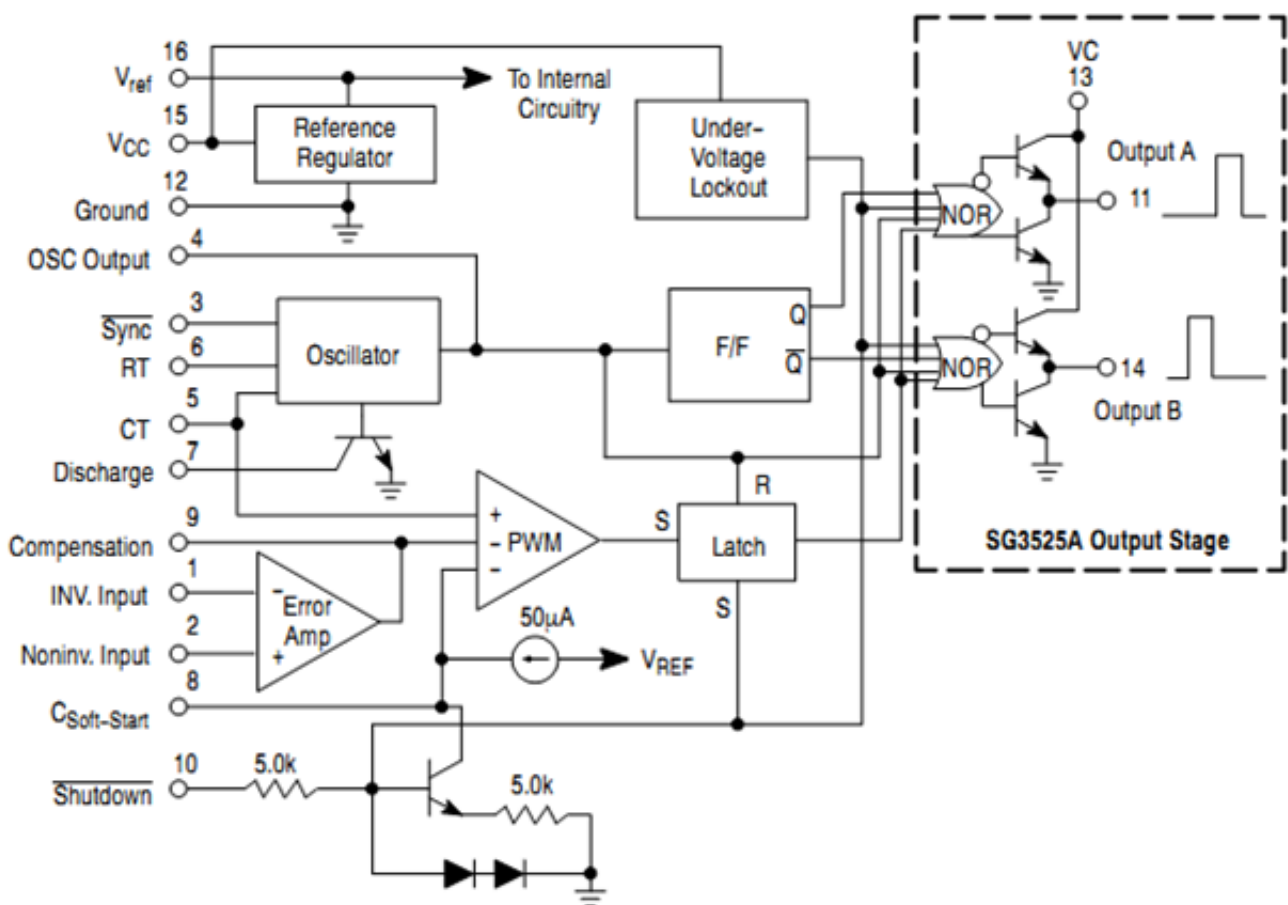 16
Vref
15
VCC
12
Ground
4
OSC Output
3
Sync
6
RT
5
CT
7
Discharge
9
Compensation
1
INV. Input
2
Noninv. Input
8
CSoft-Start
10
Shutdown
To Internal
Circuitry
Reference
Regulator
Under-
Voltage
Lockout
Oscillator
F/F
Q
Q
+
−
−
PWM
S
R
Latch
S
−
Error
Amp
+
50μA
VREF
5.0k
5.0k
VC
13
NOR
Output A
11
NOR
14
Output B
SG3525A Output Stage